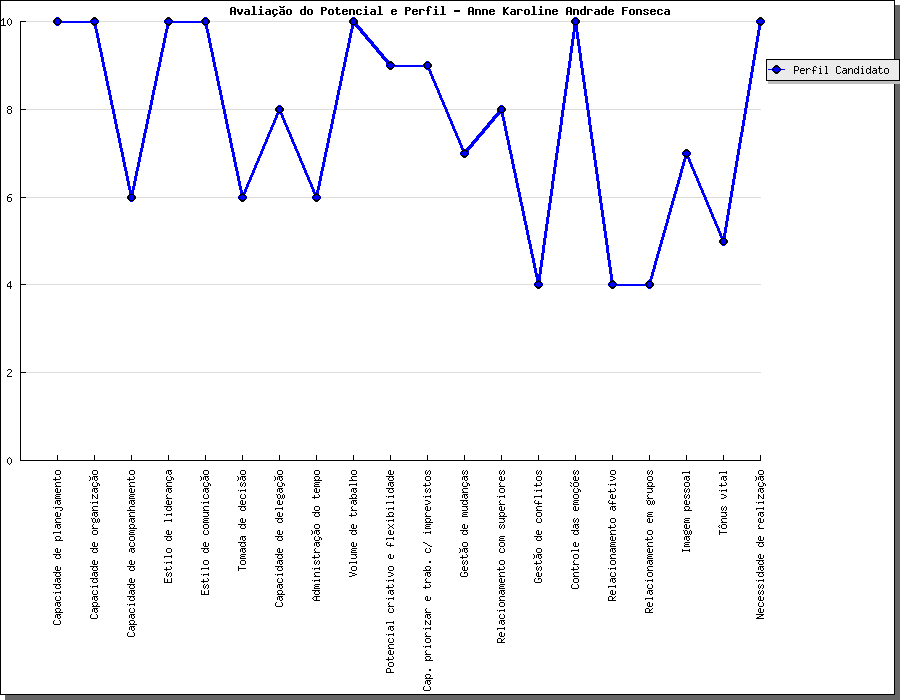 Avaliação do Potencial e Perfil - Anne Karoline Andrade Fonseca
10
8
6
4
2
0
Perfil Candidato
Capacidade de planejamento
Capacidade de organização
Capacidade de acompanhamento
Estilo de liderança
Estilo de comunicação
Tomada de decisão
Capacidade de delegação
Administração do tempo
Volume de trabalho
Potencial criativo e flexibilidade
Cap. priorizar e trab. c/ imprevistos
Gestão de mudanças
Relacionamento com superiores
Gestão de conflitos
Controle das emoções
Relacionamento afetivo
Relacionamento em grupos
Imagem pessoal
Tônus vital
Necessidade de realização